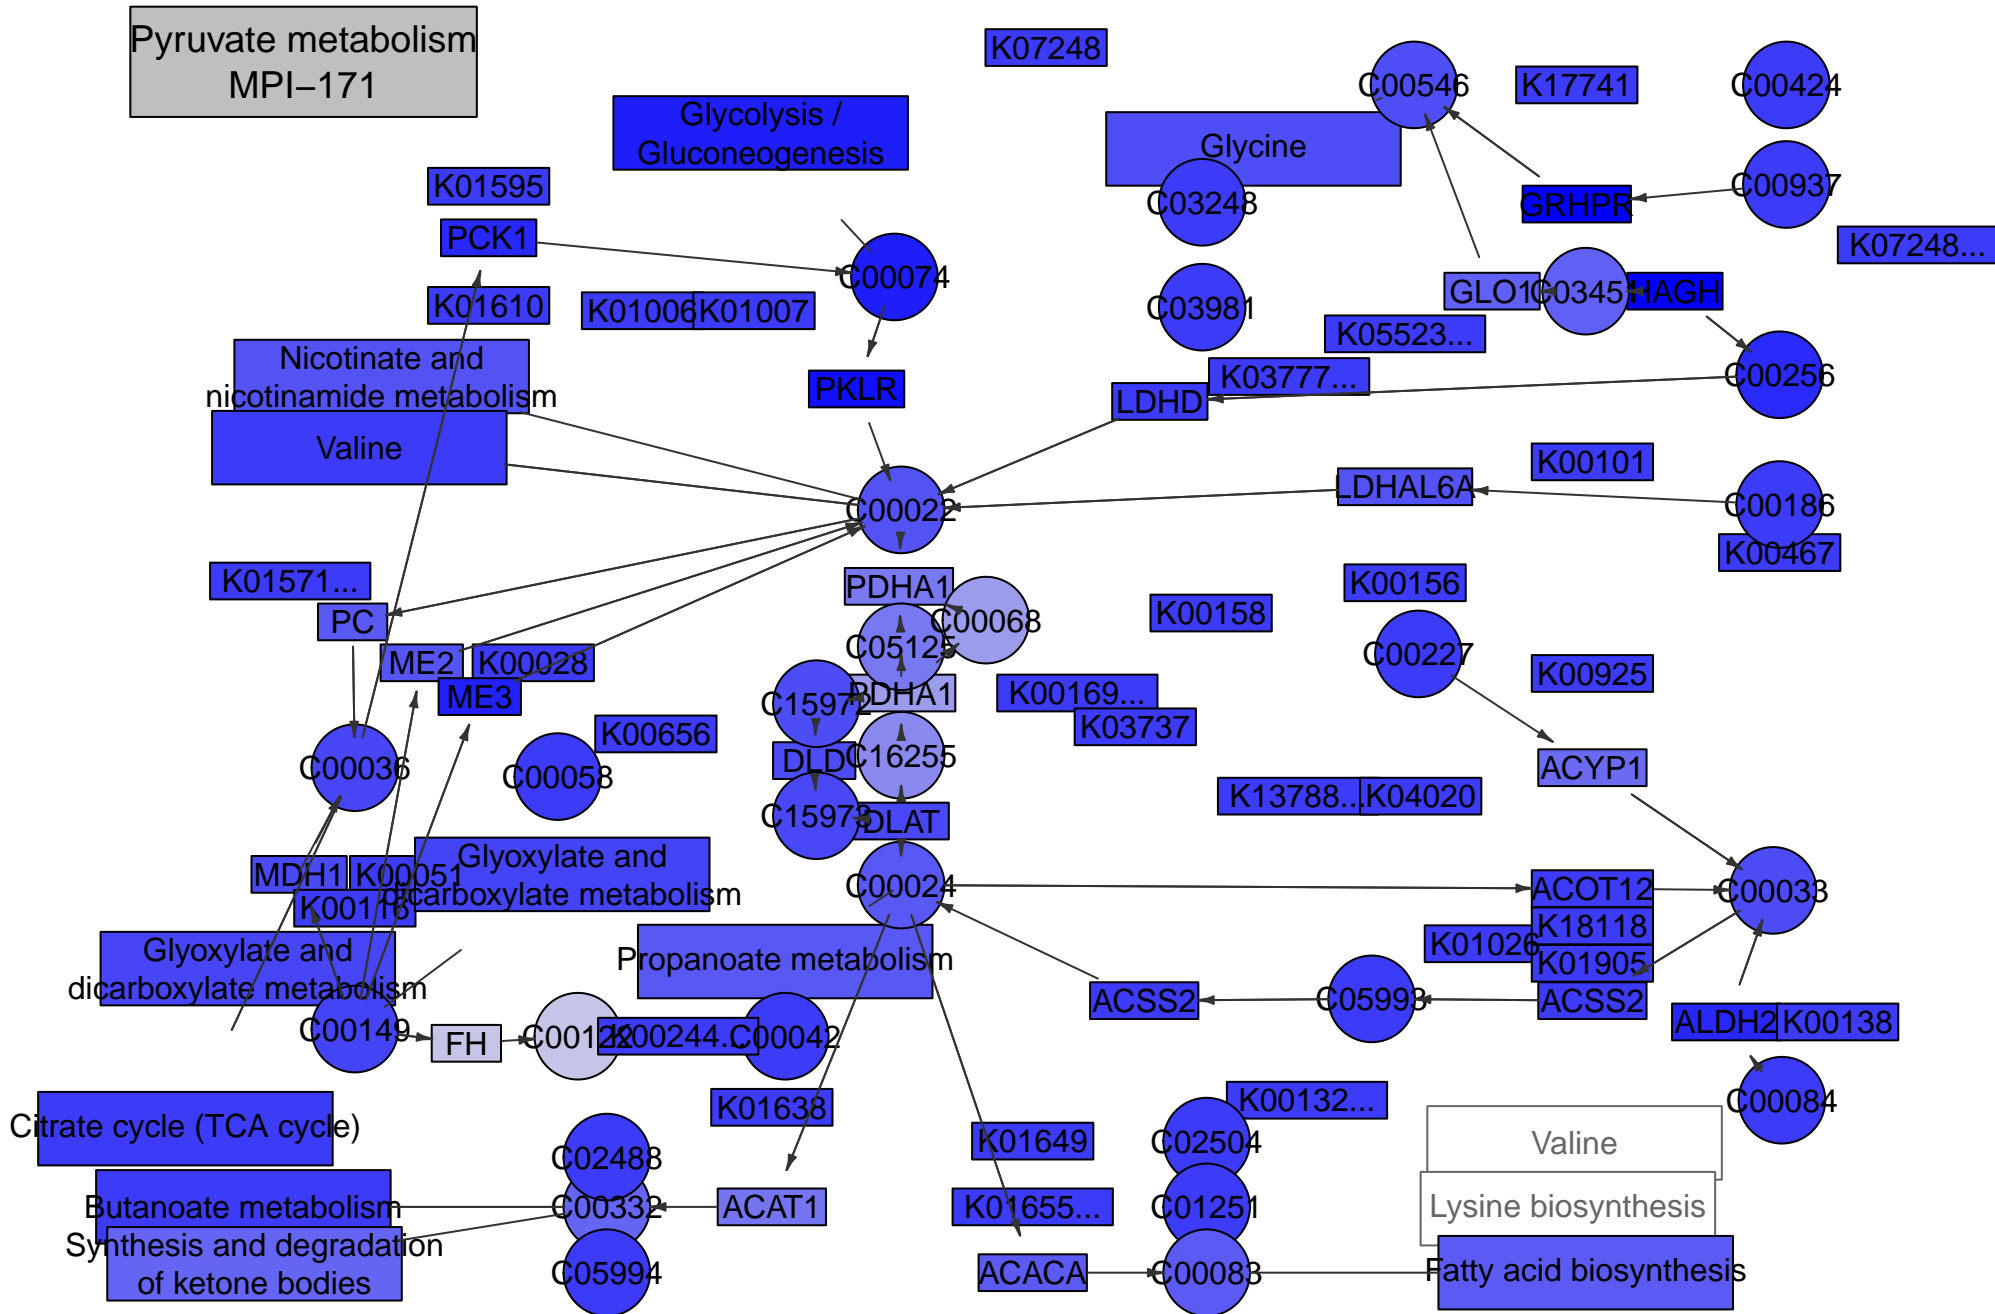 Pyruvate metabolism
MPI−171
K07248
C00546
K17741
C00424
Glycolysis /
Gluconeogenesis
Glycine
K01595
C03248
GRHPR
C00937
PCK1
K07248...
C00074
GLO1
C03451
HAGH
K01610
K01006
K01007
C03981
K05523...
Nicotinate and
nicotinamide metabolism
PKLR
K03777...
C00256
LDHD
Valine
K00101
LDHAL6A
C00022
C00186
K00467
K01571...
PDHA1
K00156
PC
C00068
K00158
C05125
C00227
ME2
K00028
K00925
ME3
C15972
PDHA1
K00169...
K03737
K00656
C00036
C00058
DLD
C16255
ACYP1
K13788...
K04020
C15973
DLAT
MDH1
K00051
Glyoxylate and
dicarboxylate metabolism
C00024
ACOT12
C00033
K00116
K18118
K01026
Glyoxylate and
dicarboxylate metabolism
Propanoate metabolism
K01905
ACSS2
C05993
ACSS2
ALDH2
K00138
C00149
FH
C00122
K00244...
C00042
K01638
K00132...
C00084
Citrate cycle (TCA cycle)
K01649
C02504
Valine
C02488
Butanoate metabolism
C00332
ACAT1
K01655...
C01251
Lysine biosynthesis
Synthesis and degradation
of ketone bodies
C05994
ACACA
C00083
Fatty acid biosynthesis